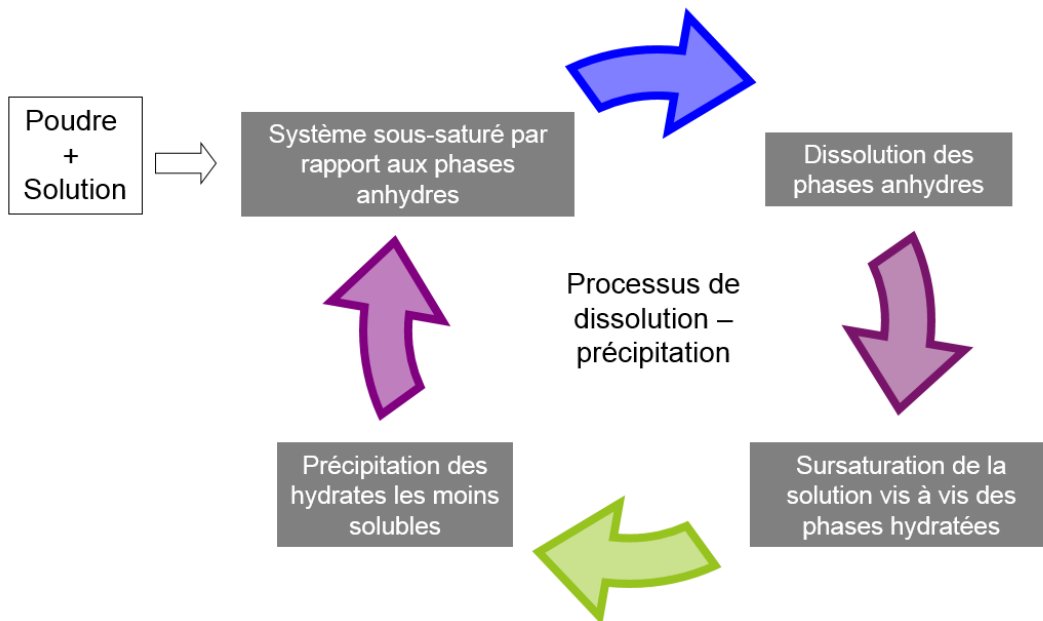 Poudre
+
Solution
Système sous-saturé par
rapport aux phases
anhydres
Dissolution des
phases anhydres
Processus de
dissolution –
précipitation
Précipitation des
hydrates les moins
solubles
Sursaturation de la
solution vis à vis des
phases hydratées